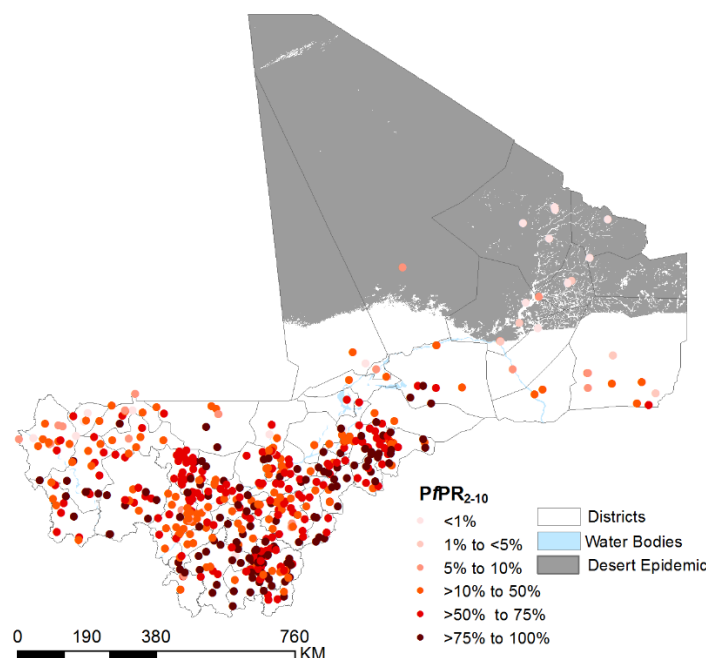 PfPR2-10
<1%
1% to <5%
5% to 10%
>10% to 50%
>50% to 75%
>75% to 100%
Districts
Water Bodies
Desert Epidemic
0 190 380 760
KM